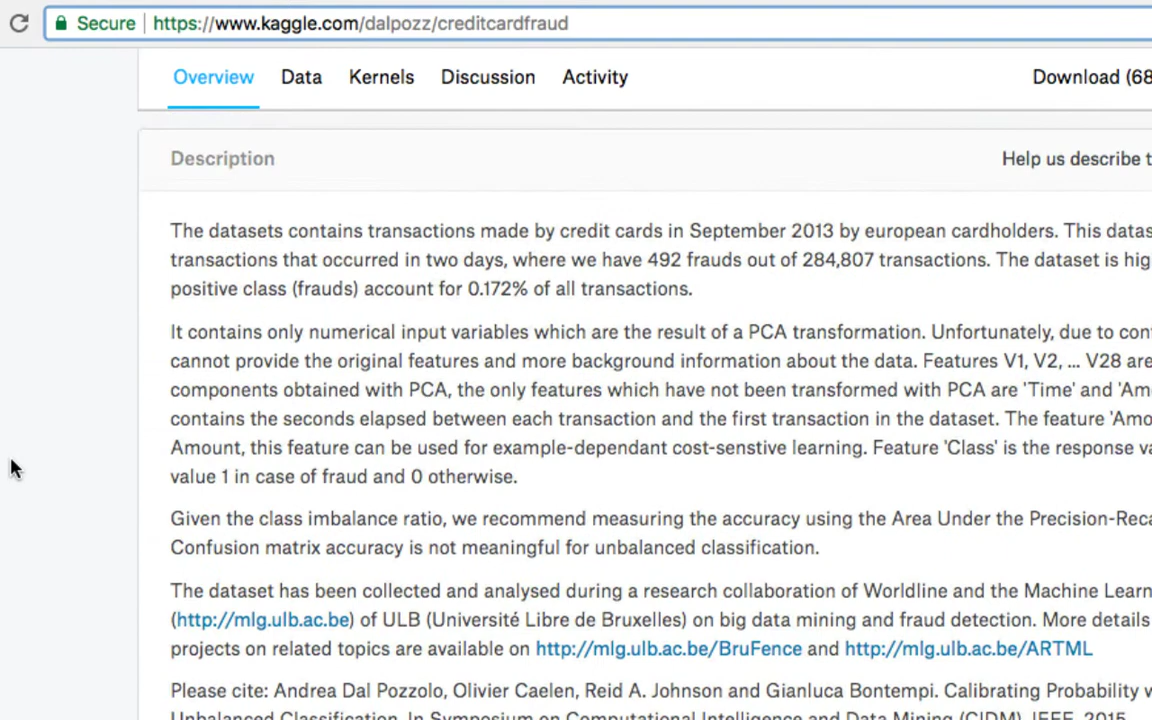 Secure https://www.kaggle.com/dalpozz/creditcardfraud
Overview Data Kernels Discussion Activity Download (68
Description Help us describe t
The datasets contains transactions made by credit cards in September 2013 by european cardholders. This datas
transactions that occurred in two days, where we have 492 frauds out of 284,807 transactions. The dataset is hig
positive class (frauds) account for 0.172% of all transactions.
It contains only numerical input variables which are the result of a PCA transformation. Unfortunately, due to con
cannot provide the original features and more background information about the data. Features V1, V2, ... V28 are
components obtained with PCA, the only features which have not been transformed with PCA are 'Time' and 'Am
contains the seconds elapsed between each transaction and the first transaction in the dataset. The feature 'Amo
Amount, this feature can be used for example-dependant cost-senstive learning. Feature 'Class' is the response va
value 1 in case of fraud and 0 otherwise.
Given the class imbalance ratio, we recommend measuring the accuracy using the Area Under the Precision-Reca
Confusion matrix accuracy is not meaningful for unbalanced classification.
The dataset has been collected and analysed during a research collaboration of Worldline and the Machine Learn
(http://mlg.ulb.ac.be) of ULB (Université Libre de Bruxelles) on big data mining and fraud detection. More details
projects on related topics are available on http://mlg.ulb.ac.be/BruFence and http://mlg.ulb.ac.be/ARTML
Please cite: Andrea Dal Pozzolo, Olivier Caelen, Reid A. Johnson and Gianluca Bontempi. Calibrating Probability w
Unbalanced Classification. In Symposium on Computational Intelligence and Data Mining (CIDM), IEEE, 2015